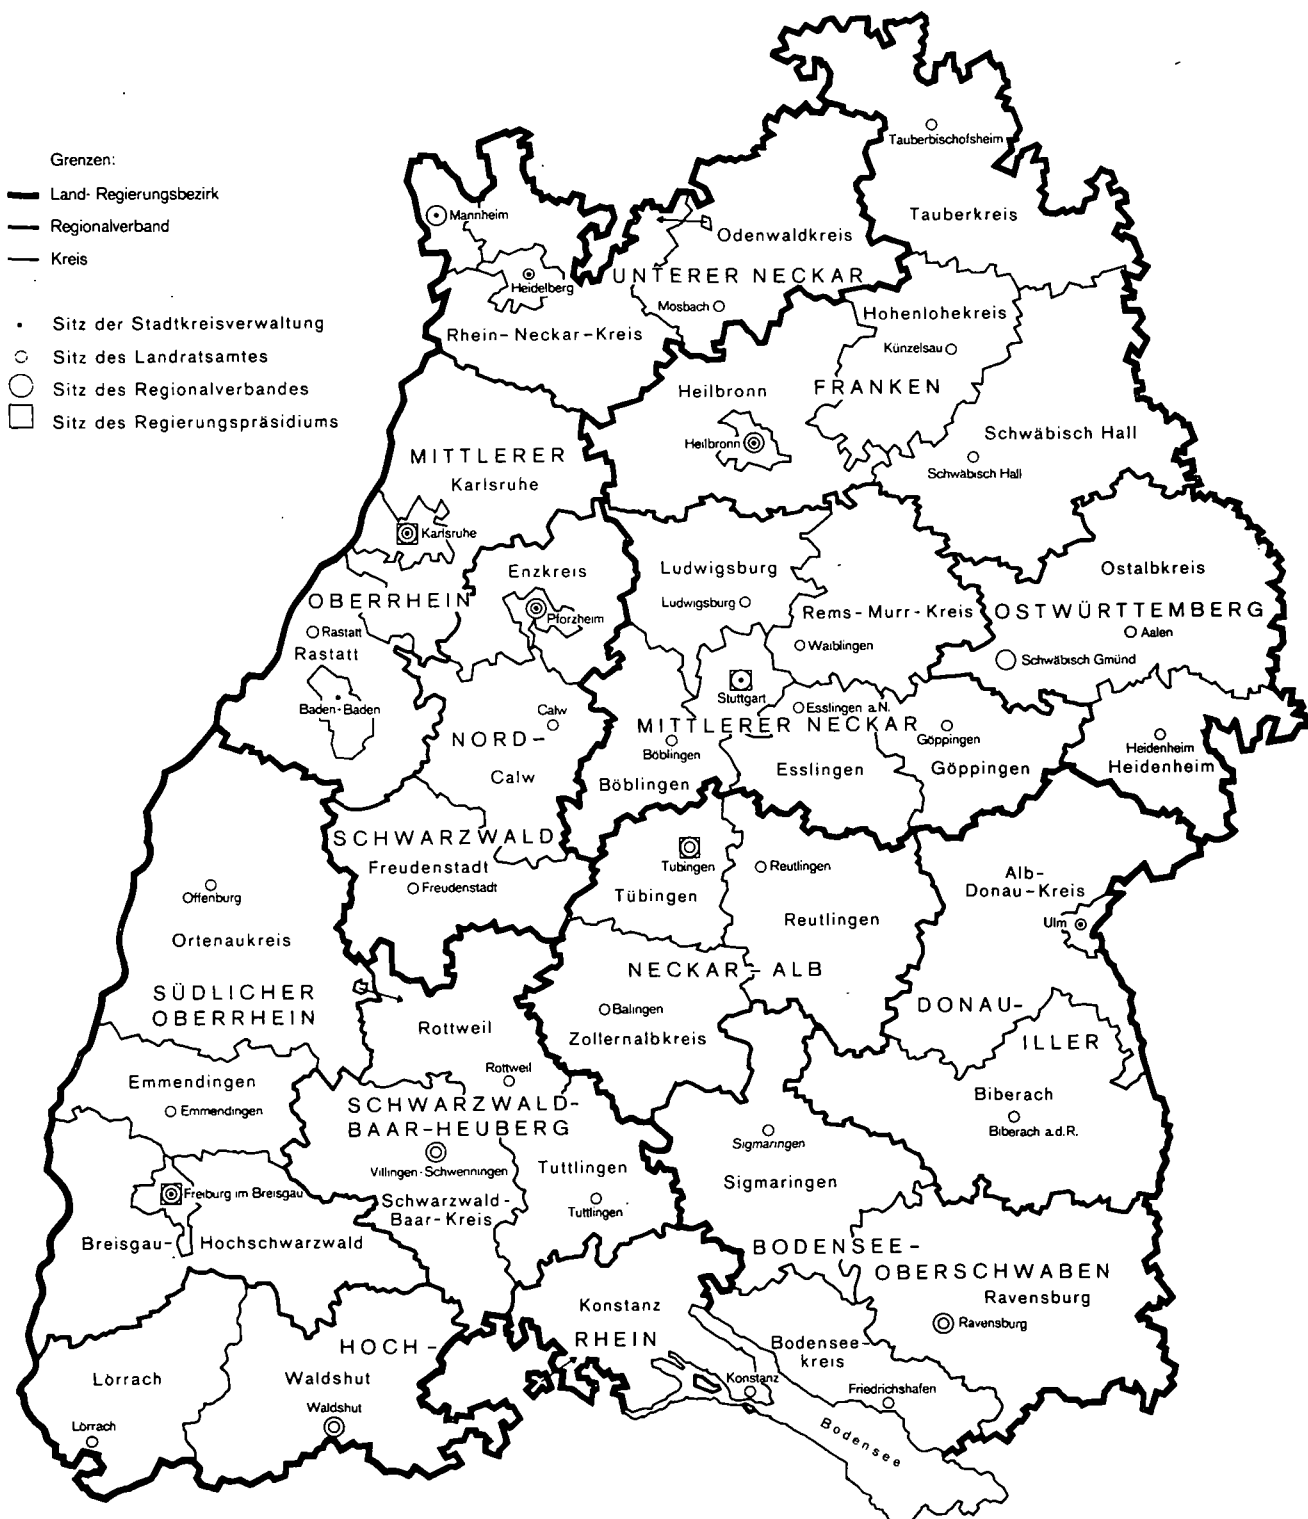 Grenzen:
Land- Regierungsbezirk
Regionalverband
Kreis
Sitz der Stadtkreisverwaltung
Sitz des Landratsamtes
Sitz des Regionalverbandes
Sitz des Regierungspräsidiums
Tauberbischofsheim
Tauberkreis
Mannheim
Odenwaldkreis
UNTERER NECKAR
Heidelberg
Mosbach
Rhein-Neckar-Kreis
Hohenlohekreis
Künzelsau
Heilbronn
FRANKEN
Heilbronn
Schwäbisch Hall
Schwäbisch Hall
MITTLERER
Karlsruhe
Karlsruhe
Enzkreis
OBERRHEIN
Pforzheim
Rastatt
Rastatt
Baden-Baden
Ludwigsburg
Ludwigsburg
Rems-Murr-Kreis
Waiblingen
Ostalbkreis
OSTWÜRTTEMBERG
Aalen
Schwäbisch Gmünd
Stuttgart
Esslingen a.N.
MITTLERER NECKAR
Böblingen
Böblingen
Esslingen
Göppingen
Göppingen
Heidenheim
Heidenheim
Calw
NORD-
Calw
SCHWARZWALD
Freudenstadt
Freudenstadt
Tübingen
Tübingen
Reutlingen
Reutlingen
Alb-
Donau-Kreis
Ulm
Offenburg
Ortenaukreis
SÜDLICHER
OBERRHEIN
NECKAR-ALB
Balingen
Zollernalbkreis
DONAU-
ILLER
Rottweil
Rottweil
Emmendingen
Emmendingen
SCHWARZWALD-
BAAR-HEUBERG
Villingen-Schwenningen
Schwarzwald-
Baar-Kreis
Tuttlingen
Tuttlingen
Biberach
Biberach a.d.R.
Sigmaringen
Sigmaringen
Freiburg im Breisgau
Breisgau-
Hochschwarzwald
BODENSEE-
OBERSCHWABEN
Ravensburg
Ravensburg
Konstanz
HOCH-
RHEIN
Bodensee-
kreis
Lörrach
Waldshut
Konstanz
Friedrichshafen
Waldshut
Lörrach
Bodensee